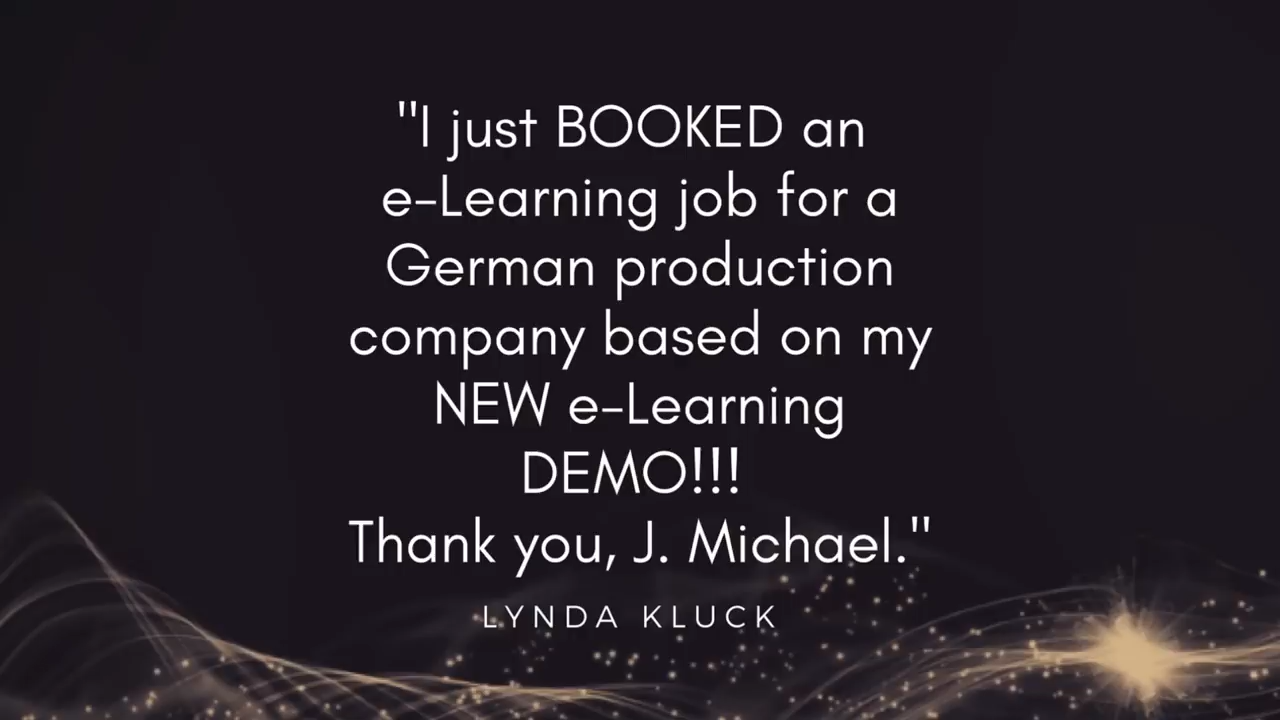 "I just BOOKED an
e-Learning job for a
German production
company based on my
NEW e-Learning
DEMO!!!
Thank you, J. Michael."
LYNDA KLUCK